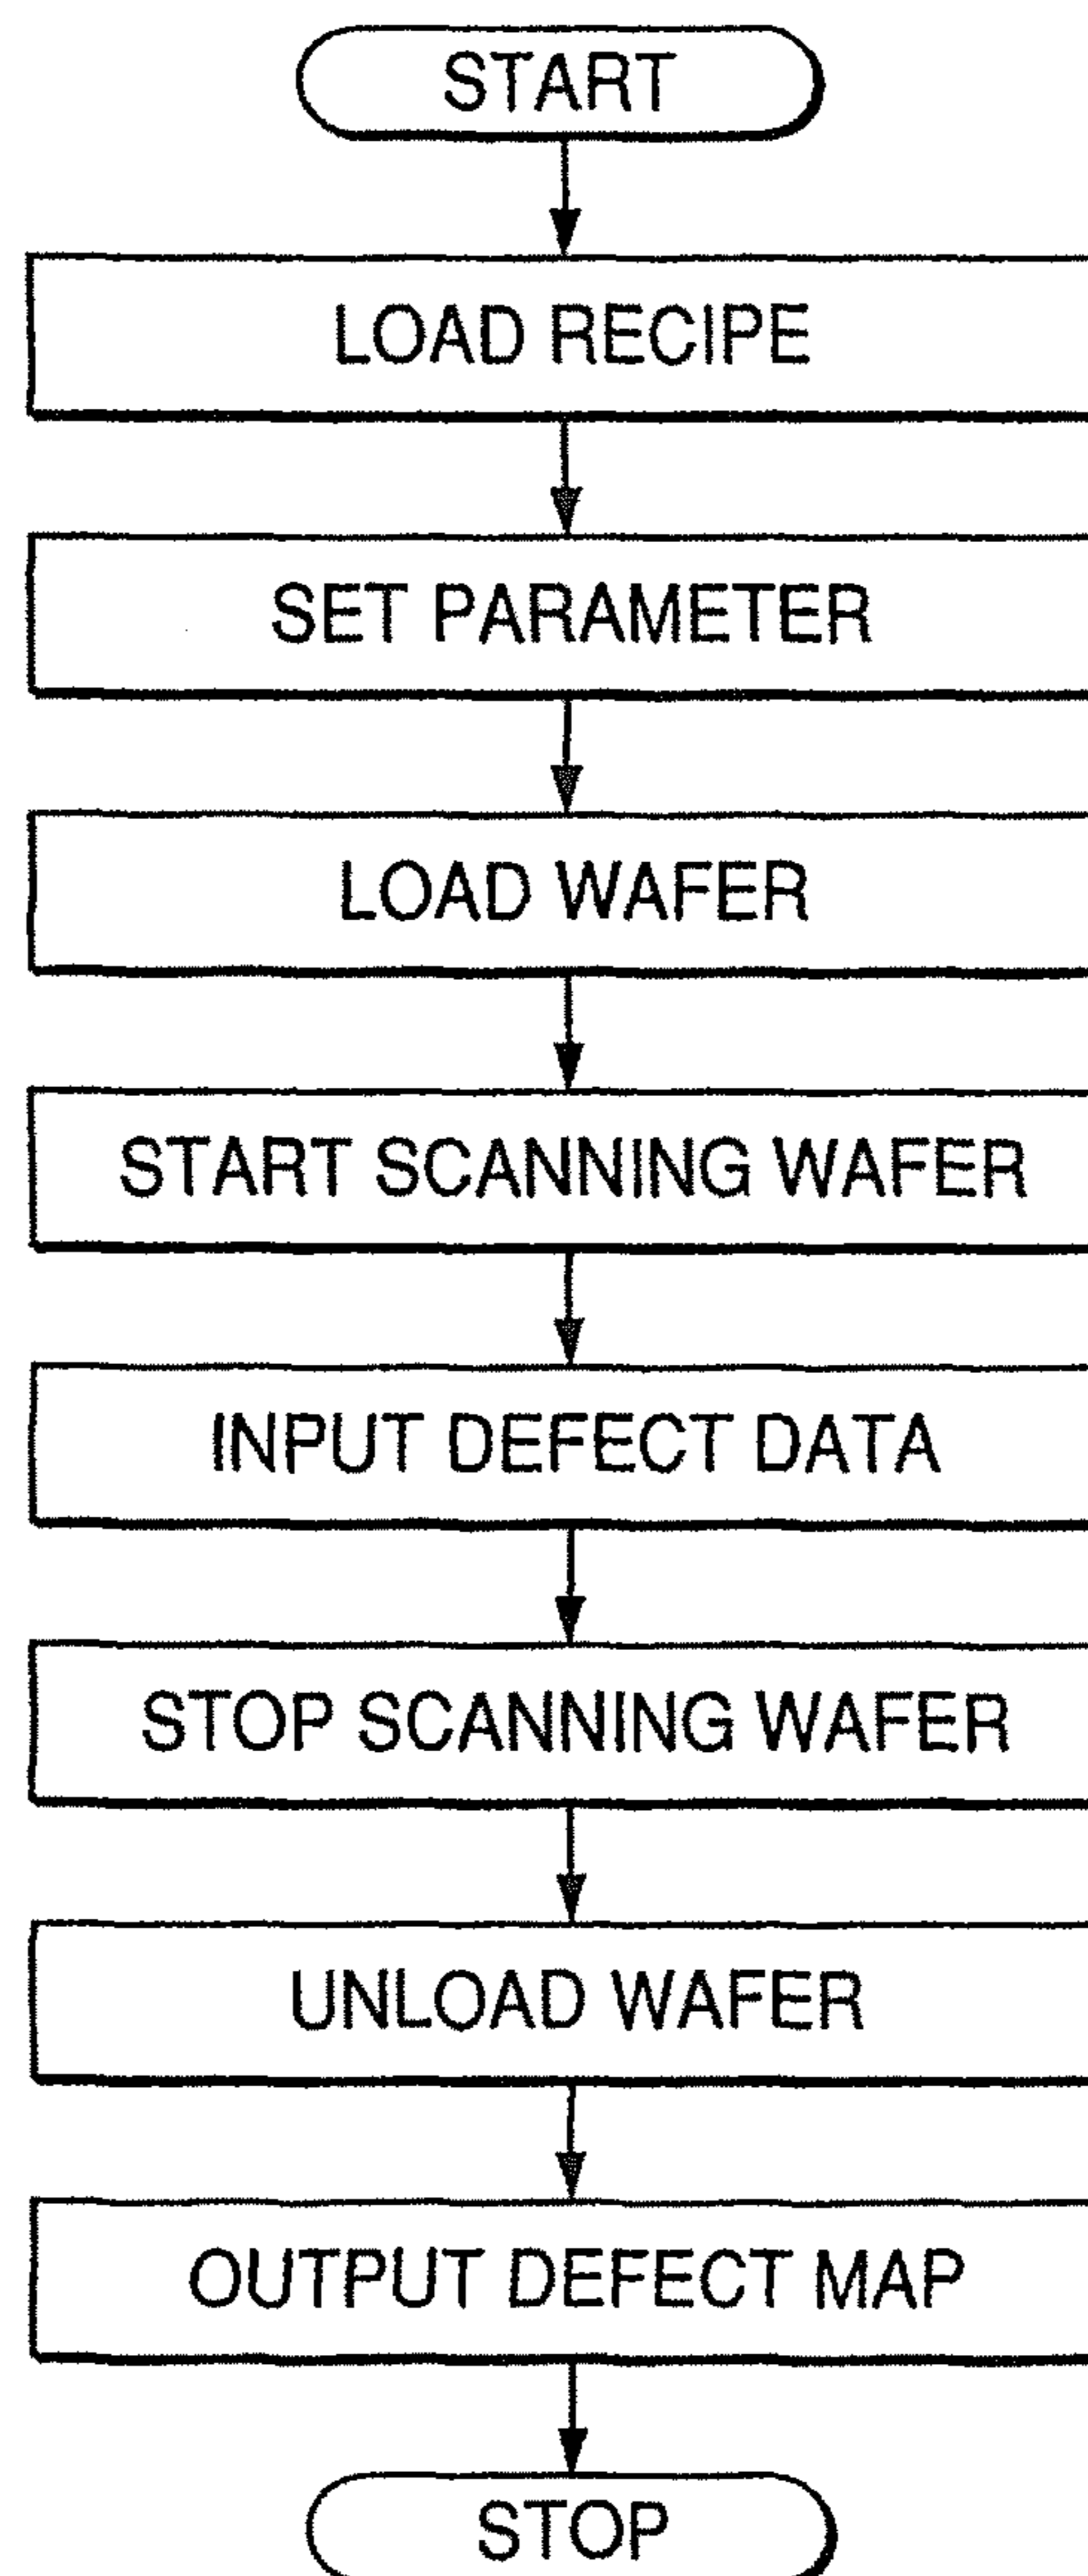 START
LOAD RECIPE
SET PARAMETER
LOAD WAFER
START SCANNING WAFER
INPUT DEFECT DATA
STOP SCANNING WAFER
UNLOAD WAFER
OUTPUT DEFECT MAP
STOP